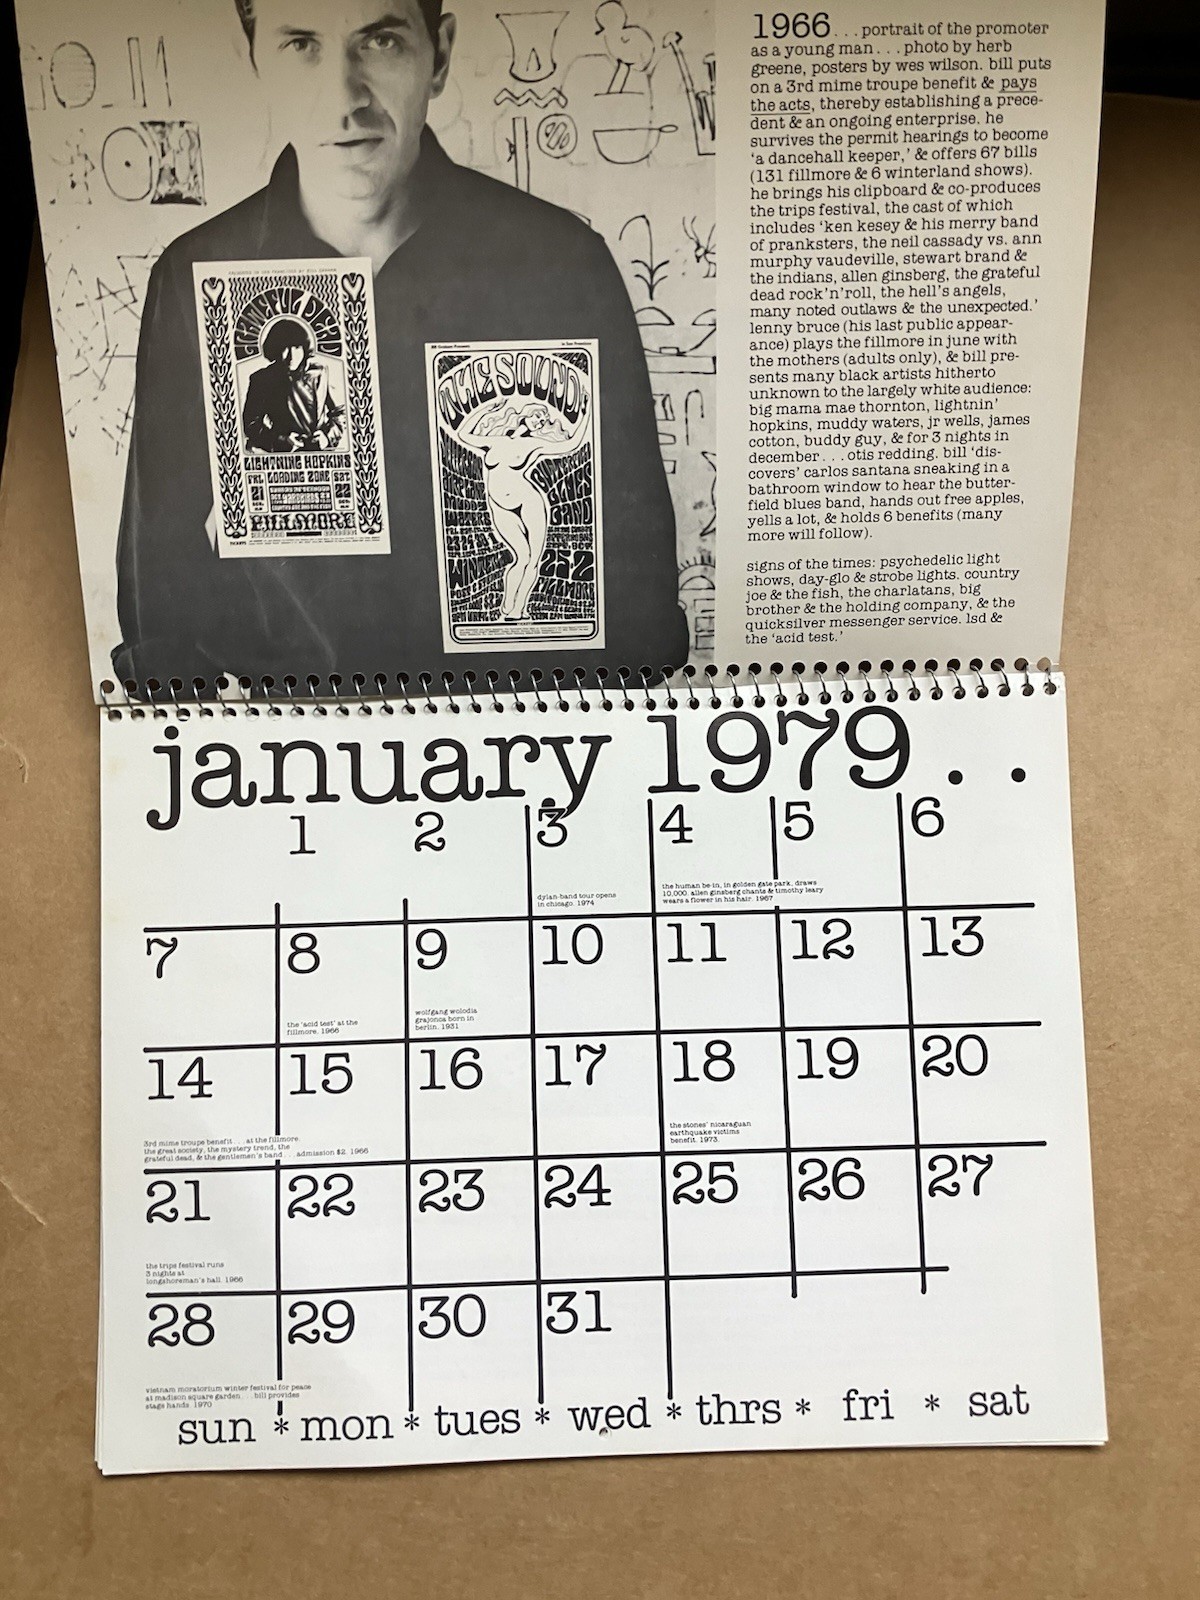 1966 . . . portrait of the promoter
as a young man . . . photo by herb
greene, posters by wes wilson. bill puts
on a 3rd mime troupe benefit & pays
the acts, thereby establishing a prece-
dent & an ongoing enterprise. he
survives the permit hearings to become
'a dancehall keeper,' & offers 67 bills
(131 fillmore & 6 winterland shows).
he brings his clipboard & co-produces
the trips festival, the cast of which
includes 'ken kesey & his merry band
of pranksters, the neil cassady vs. ann
murphy vaudeville, stewart brand &
the indians, allen ginsberg, the grateful
dead rock'n'roll, the hell's angels,
many noted outlaws & the unexpected.'
lenny bruce (his last public appear-
ance) plays the fillmore in june with
the mothers (adults only), & bill pre-
sents many black artists hitherto
unknown to the largely white audience:
big mama mae thornton, lightnin'
hopkins, muddy waters, jr wells, james
cotton, buddy guy, & for 3 nights in
december . . . otis redding. bill 'dis-
covers' carlos santana sneaking in a
bathroom window to hear the butter-
field blues band, hands out free apples,
yells a lot, & holds 6 benefits (many
more will follow).
signs of the times: psychedelic light
shows, day-glo & strobe lights. country
joe & the fish, the charlatans, big
brother & the holding company, & the
quicksilver messenger service. lsd &
the 'acid test.'
GRATEFUL DEAD
LIGHTNING HOPKINS
FRI LOADING ZONE SAT
21 22
FILLMORE
THE SOUND
MUDDY
WATERS
BUTTERFIELD
BLUES
BAND
WINTERLAND
FILLMORE
january 1979 . .
1 2 3 4 5 6
dylan-band tour opens
in chicago. 1974
the human be-in, in golden gate park, draws
10,000. allen ginsberg chants & timothy leary
wears a flower in his hair. 1967
7 8 9 10 11 12 13
the 'acid test' at the
fillmore. 1966
wolfgang wolodia
grajonca born in
berlin. 1931
14 15 16 17 18 19 20
3rd mime troupe benefit . . . at the fillmore.
the great society, the mystery trend, the
grateful dead, & the gentlemen's band . . . admission $2. 1966
the stones' nicaraguan
earthquake victims
benefit. 1973
21 22 23 24 25 26 27
the trips festival runs
3 nights at
longshoreman's hall. 1966
28 29 30 31
vietnam moratorium winter festival for peace
at madison square garden. . . bill provides
stage hands. 1970
sun * mon * tues * wed * thrs * fri * sat